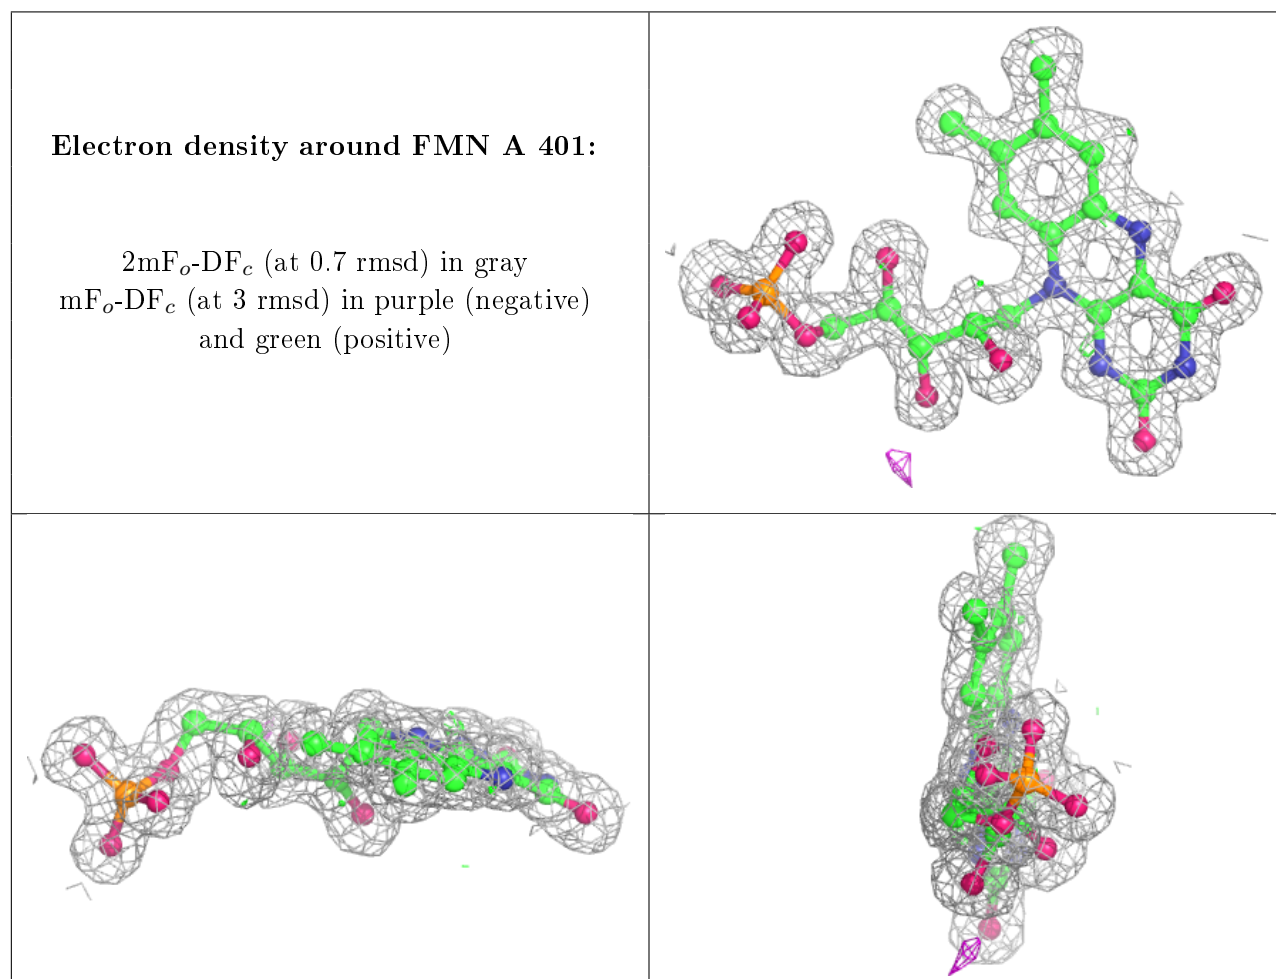 Electron density around FMN A 401:
2mFₒ-DF𝒸 (at 0.7 rmsd) in gray
mFₒ-DF𝒸 (at 3 rmsd) in purple (negative)
and green (positive)